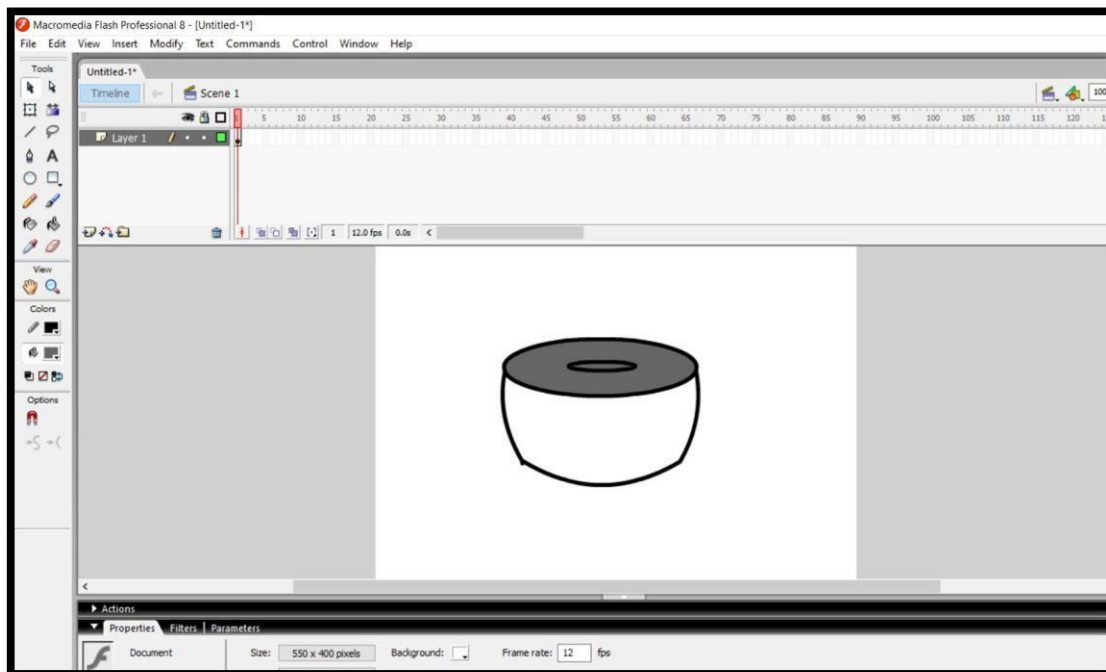 Macromedia Flash Professional 8 - [Untitled-1*]
File Edit View Insert Modify Text Commands Control Window Help
Tools
Untitled-1*
Timeline Scene 1 100
5 10 15 20 25 30 35 40 45 50 55 60 65 70 75 80 85 90 95 100 105 110 115 120
Layer 1
1 12.0 fps 0.0s
View
Colors
Options
Actions
Properties Filters Parameters
Document Size: 550 x 400 pixels Background: Frame rate: 12 fps